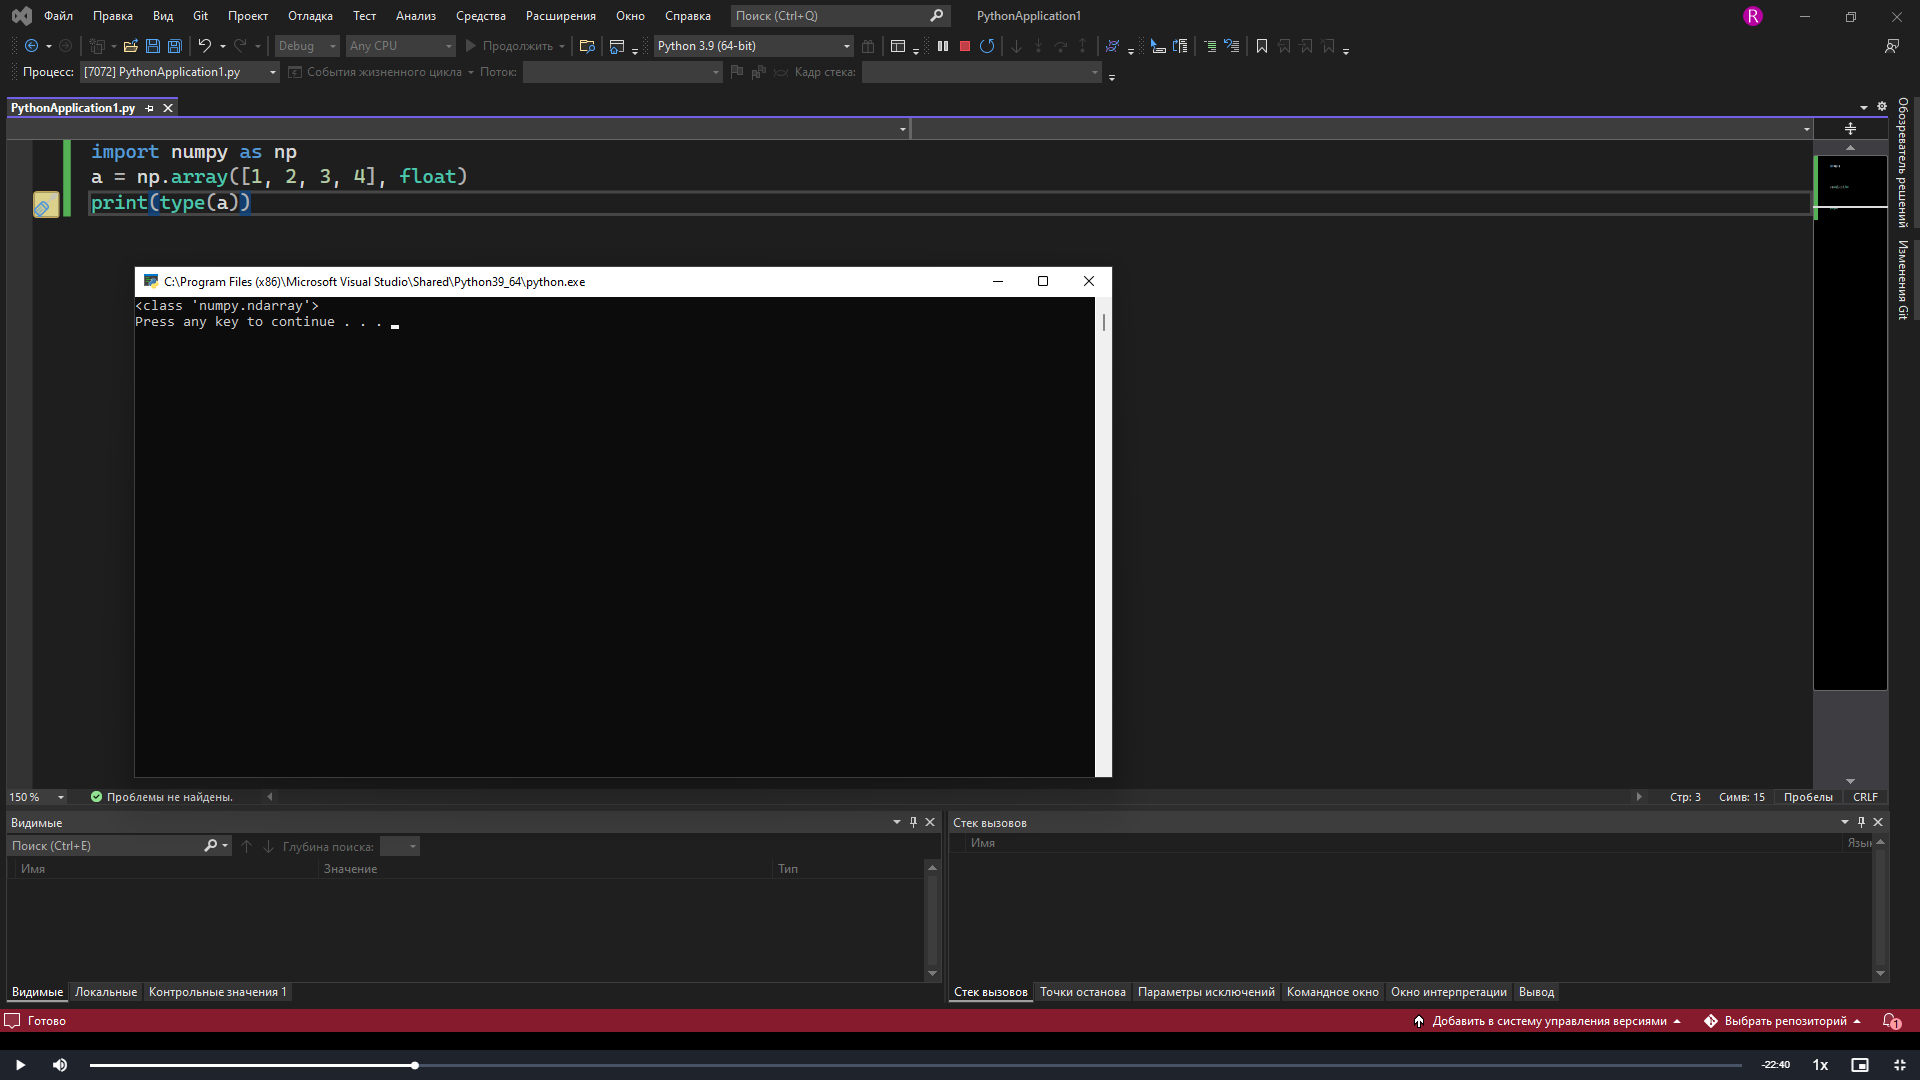 Файл Правка Вид Git Проект Отладка Тест Анализ Средства Расширения Окно Справка Поиск (Ctrl+Q) PythonApplication1 R
Debug Any CPU Продолжить Python 3.9 (64-bit)
Процесс: [7072] PythonApplication1.py События жизненного цикла Поток: Кадр стека:
PythonApplication1.py
import numpy as np
a = np.array([1, 2, 3, 4], float)
print(type(a))
C:\Program Files (x86)\Microsoft Visual Studio\Shared\Python39_64\python.exe
<class 'numpy.ndarray'>
Press any key to continue . . .
Обозреватель решений
Изменения Git
150 % Проблемы не найдены. Стр: 3 Симв: 15 Пробелы CRLF
Видимые
Поиск (Ctrl+E) Глубина поиска:
Имя Значение Тип
Видимые Локальные Контрольные значения 1
Стек вызовов
Имя Язык
Стек вызовов Точки останова Параметры исключений Командное окно Окно интерпретации Вывод
Готово Добавить в систему управления версиями Выбрать репозиторий 1
-22:40 1x